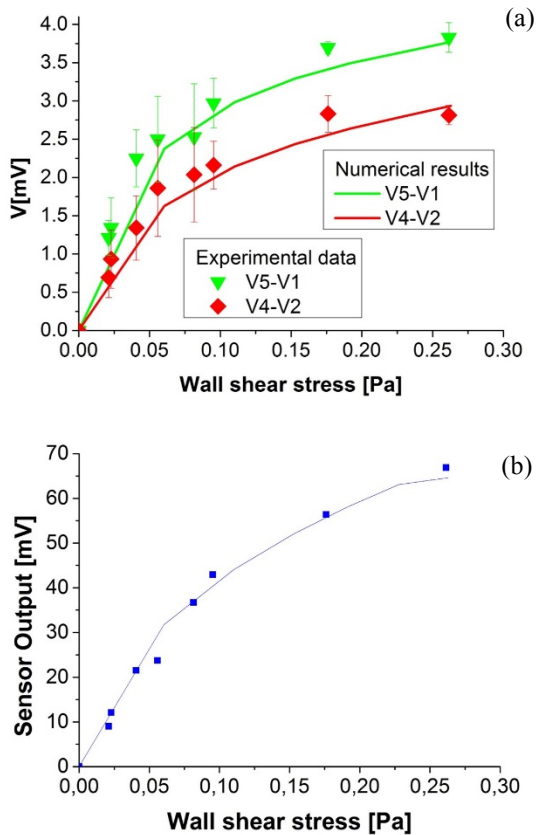 (a)
4.0
3.5
3.0
2.5
2.0
1.5
1.0
0.5
0.0
V[mV]
Numerical results
V5-V1
V4-V2
Experimental data
V5-V1
V4-V2
0.00 0.05 0.10 0.15 0.20 0.25 0.30
Wall shear stress [Pa]
(b)
70
60
50
40
30
20
10
0
Sensor Output [mV]
0,00 0,05 0,10 0,15 0,20 0,25 0,30
Wall shear stress [Pa]